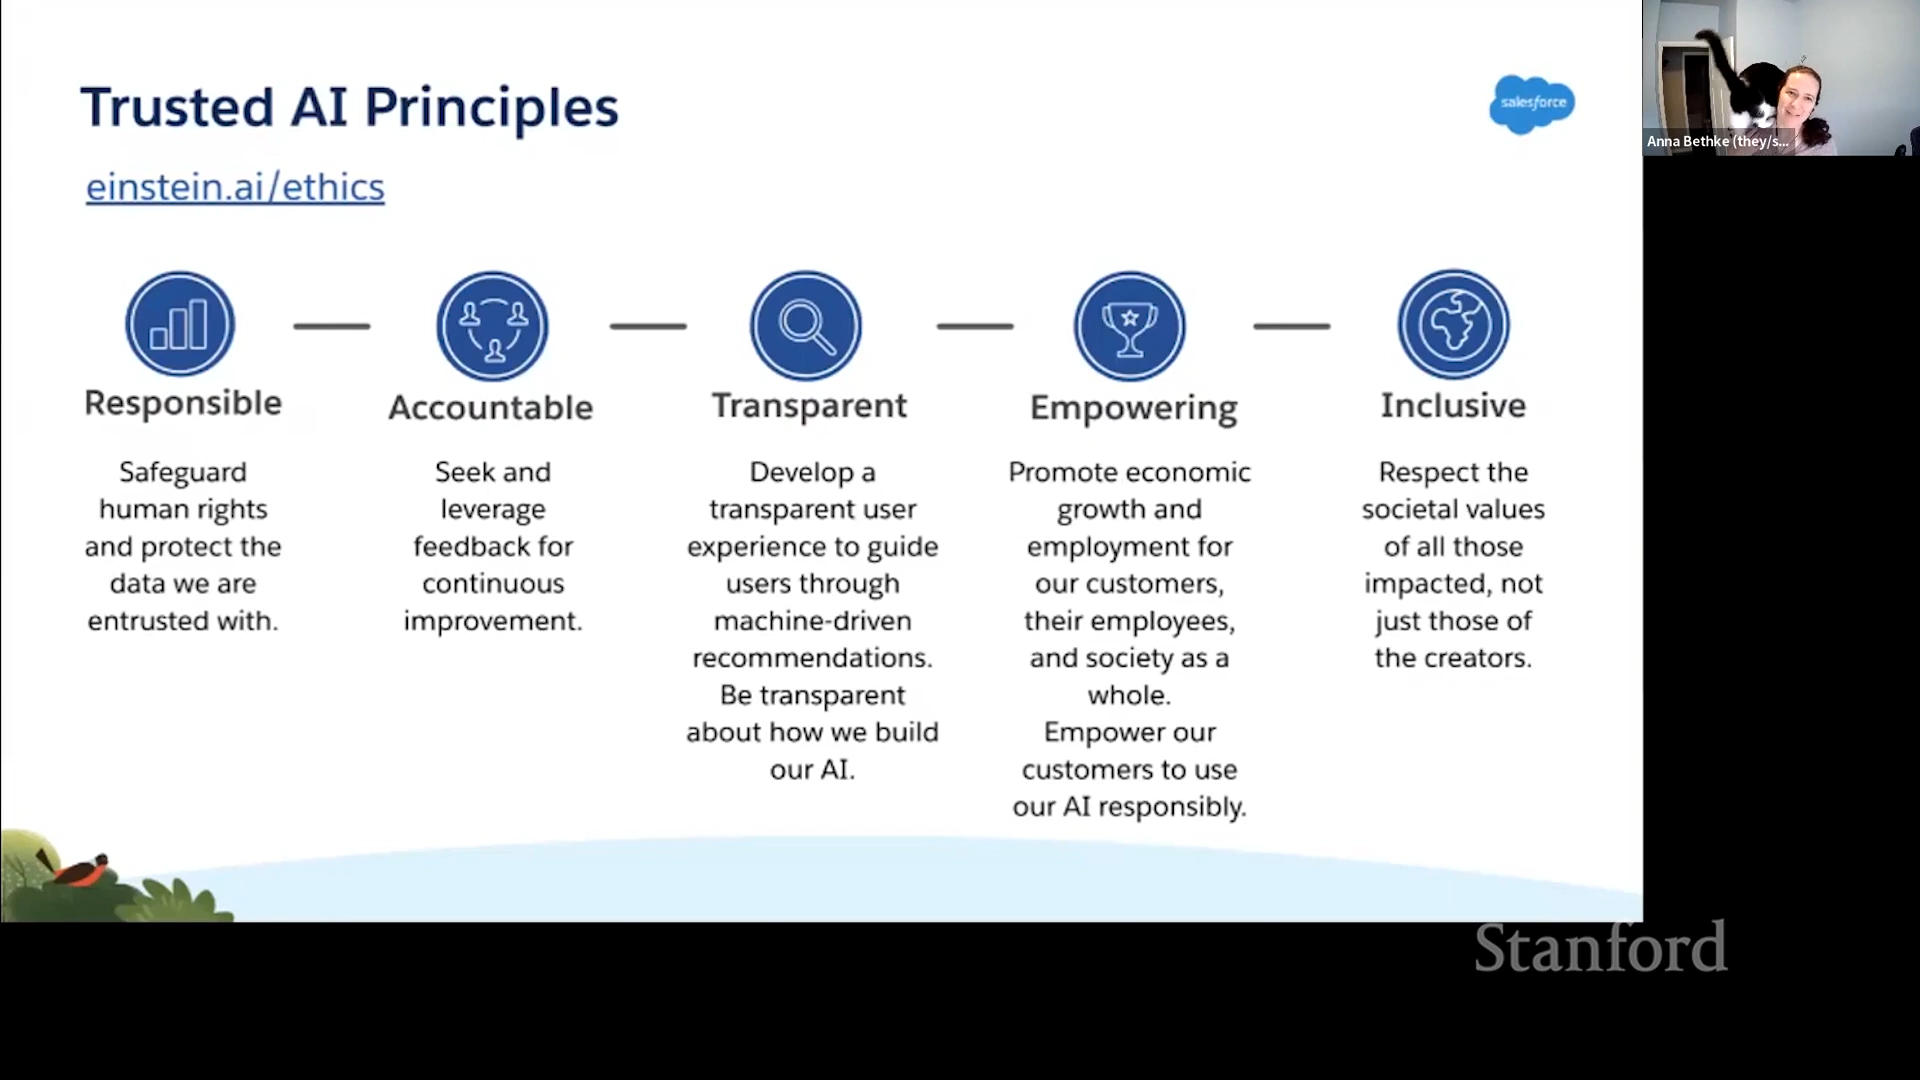 Trusted AI Principles
salesforce
einstein.ai/ethics
Responsible
Safeguard
human rights
and protect the
data we are
entrusted with.
Accountable
Seek and
leverage
feedback for
continuous
improvement.
Transparent
Develop a
transparent user
experience to guide
users through
machine-driven
recommendations.
Be transparent
about how we build
our AI.
Empowering
Promote economic
growth and
employment for
our customers,
their employees,
and society as a
whole.
Empower our
customers to use
our AI responsibly.
Inclusive
Respect the
societal values
of all those
impacted, not
just those of
the creators.
Anna Bethke (they/s...
Stanford